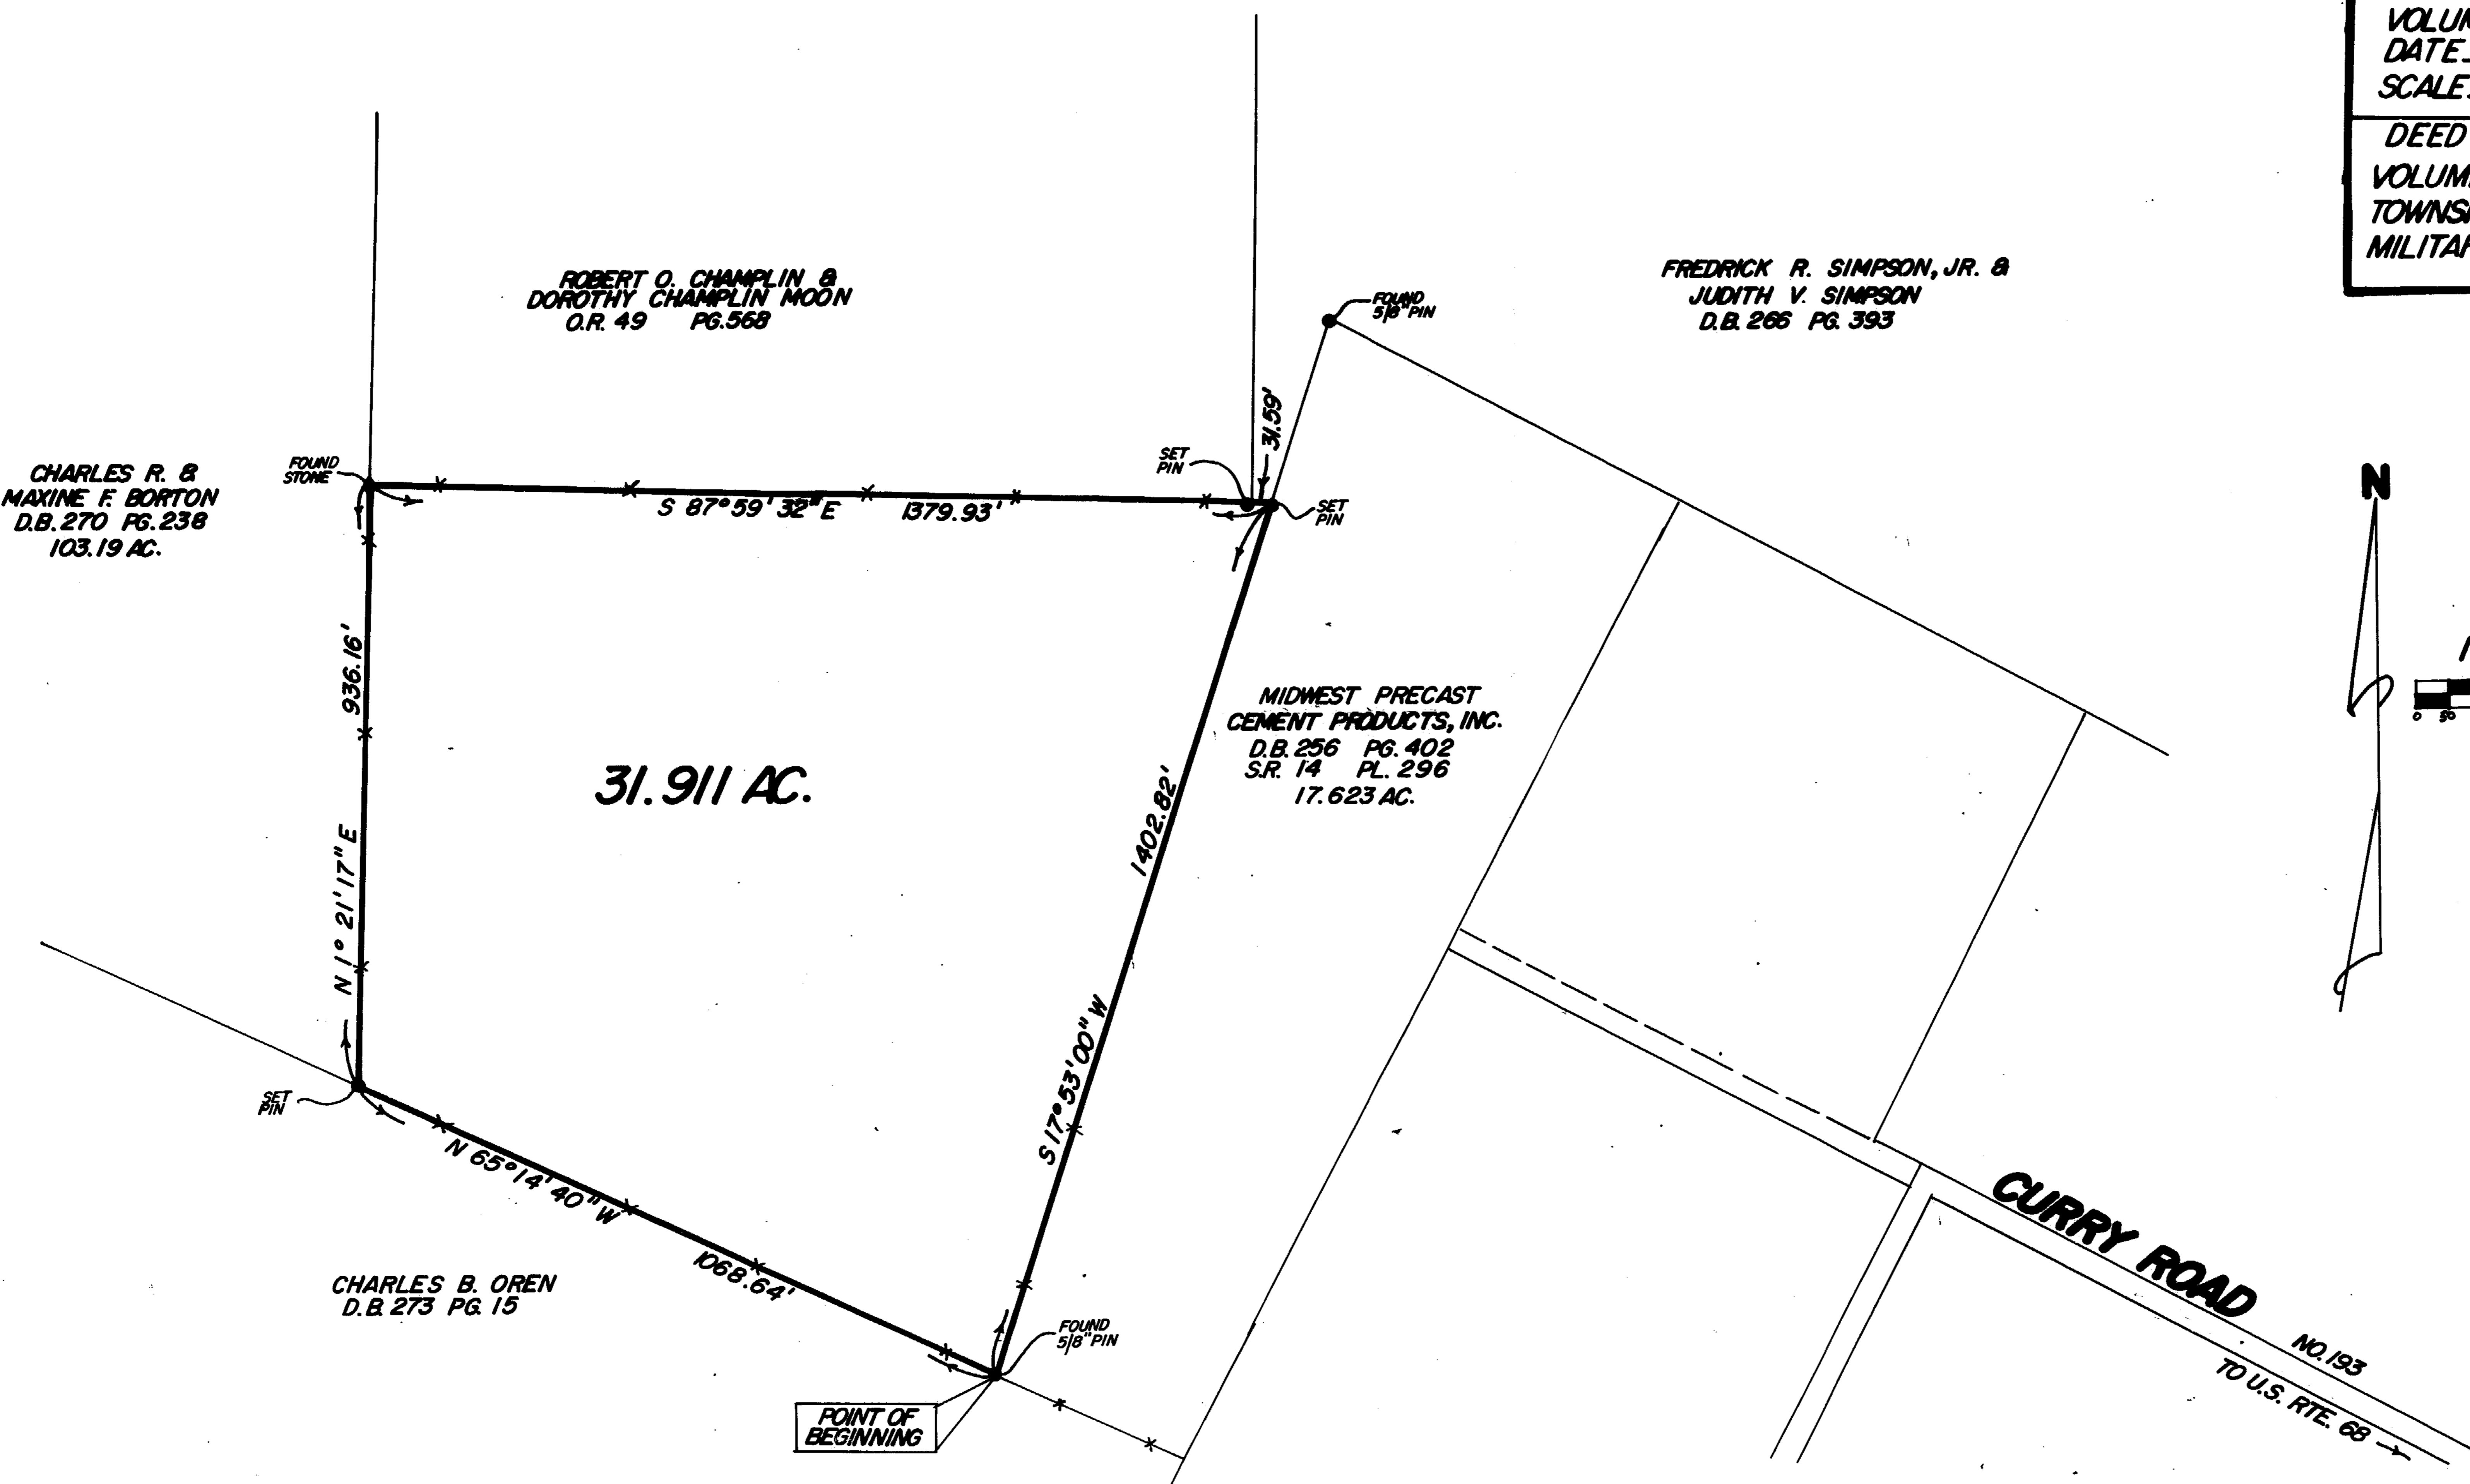 DEED
SCALE
ROBERT O. CHAMPLIN &
DOROTHY CHAMPLIN MOON
O.R. 49 PG. 568
FREDRICK R. SIMPSON, JR. &
JUDITH V. SIMPSON
D.B. 266 PG. 393
FOUND
5/8" PIN
31.59'
CHARLES R. &
MAXINE F. BORTON
D.B. 270 PG. 238
103.19 AC.
FOUND
STONE
SET
PIN
SET
PIN
S 87° 59' 32" E 1379.93'
N
936.16'
N 1° 21' 17" E
31.911 AC.
MIDWEST PRECAST
CEMENT PRODUCTS, INC.
D.B. 256 PG. 402
S.R. 14 PL. 296
17.623 AC.
0 50
1402.82'
S 17° 53' 00" W
SET
PIN
N 65° 14' 40" W
1068.64'
CHARLES B. OREN
D.B. 273 PG. 15
FOUND
5/8" PIN
POINT OF
BEGINNING
CURRY ROAD
NO. 193
TO U.S. RTE. 68